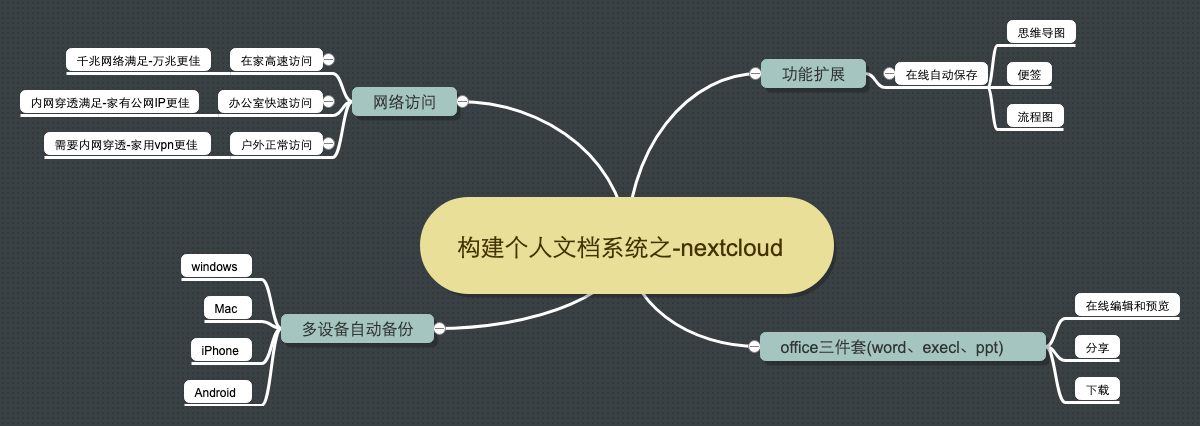 构建个人文档系统之-nextcloud
网络访问
在家高速访问
千兆网络满足-万兆更佳
办公室快速访问
内网穿透满足-家有公网IP更佳
户外正常访问
需要内网穿透-家用vpn更佳
多设备自动备份
windows
Mac
iPhone
Android
功能扩展
在线自动保存
思维导图
便签
流程图
office三件套(word、execl、ppt)
在线编辑和预览
分享
下载